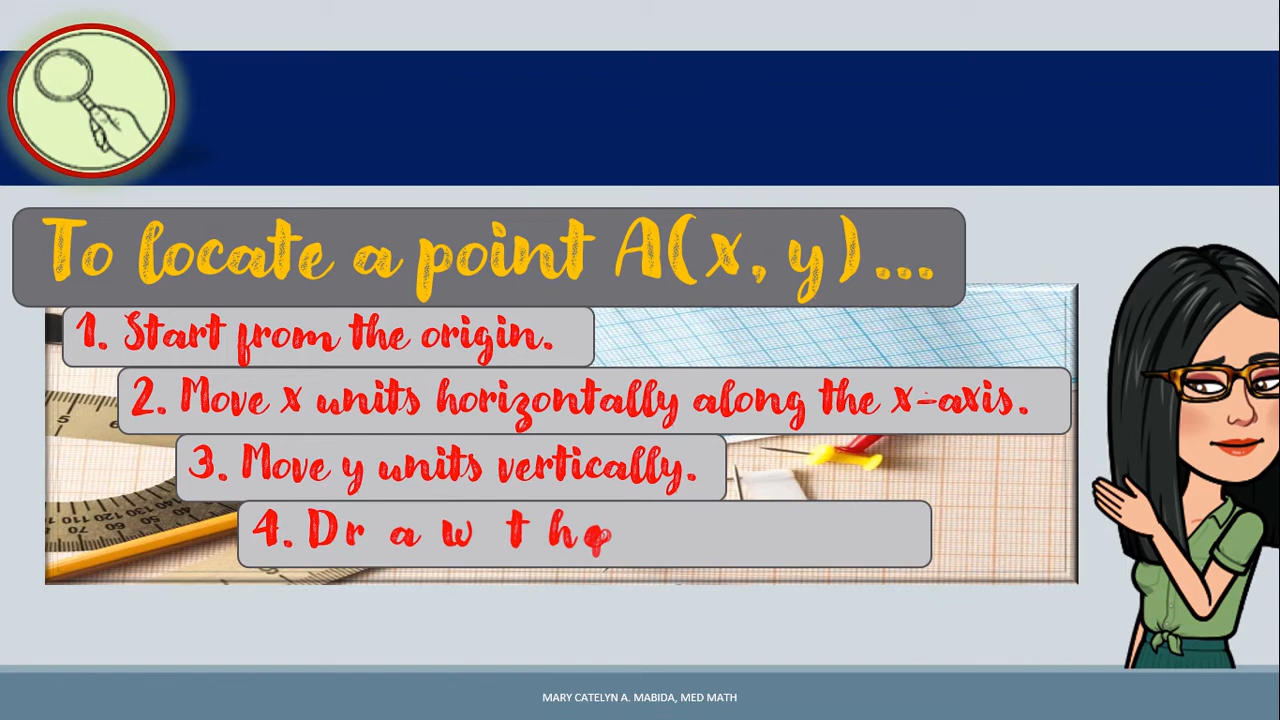 To locate a point A(x, y)...
1. Start from the origin.
2. Move x units horizontally along the x-axis.
3. Move y units vertically.
4. Draw th
MARY CATELYN A. MABIDA, MED MATH